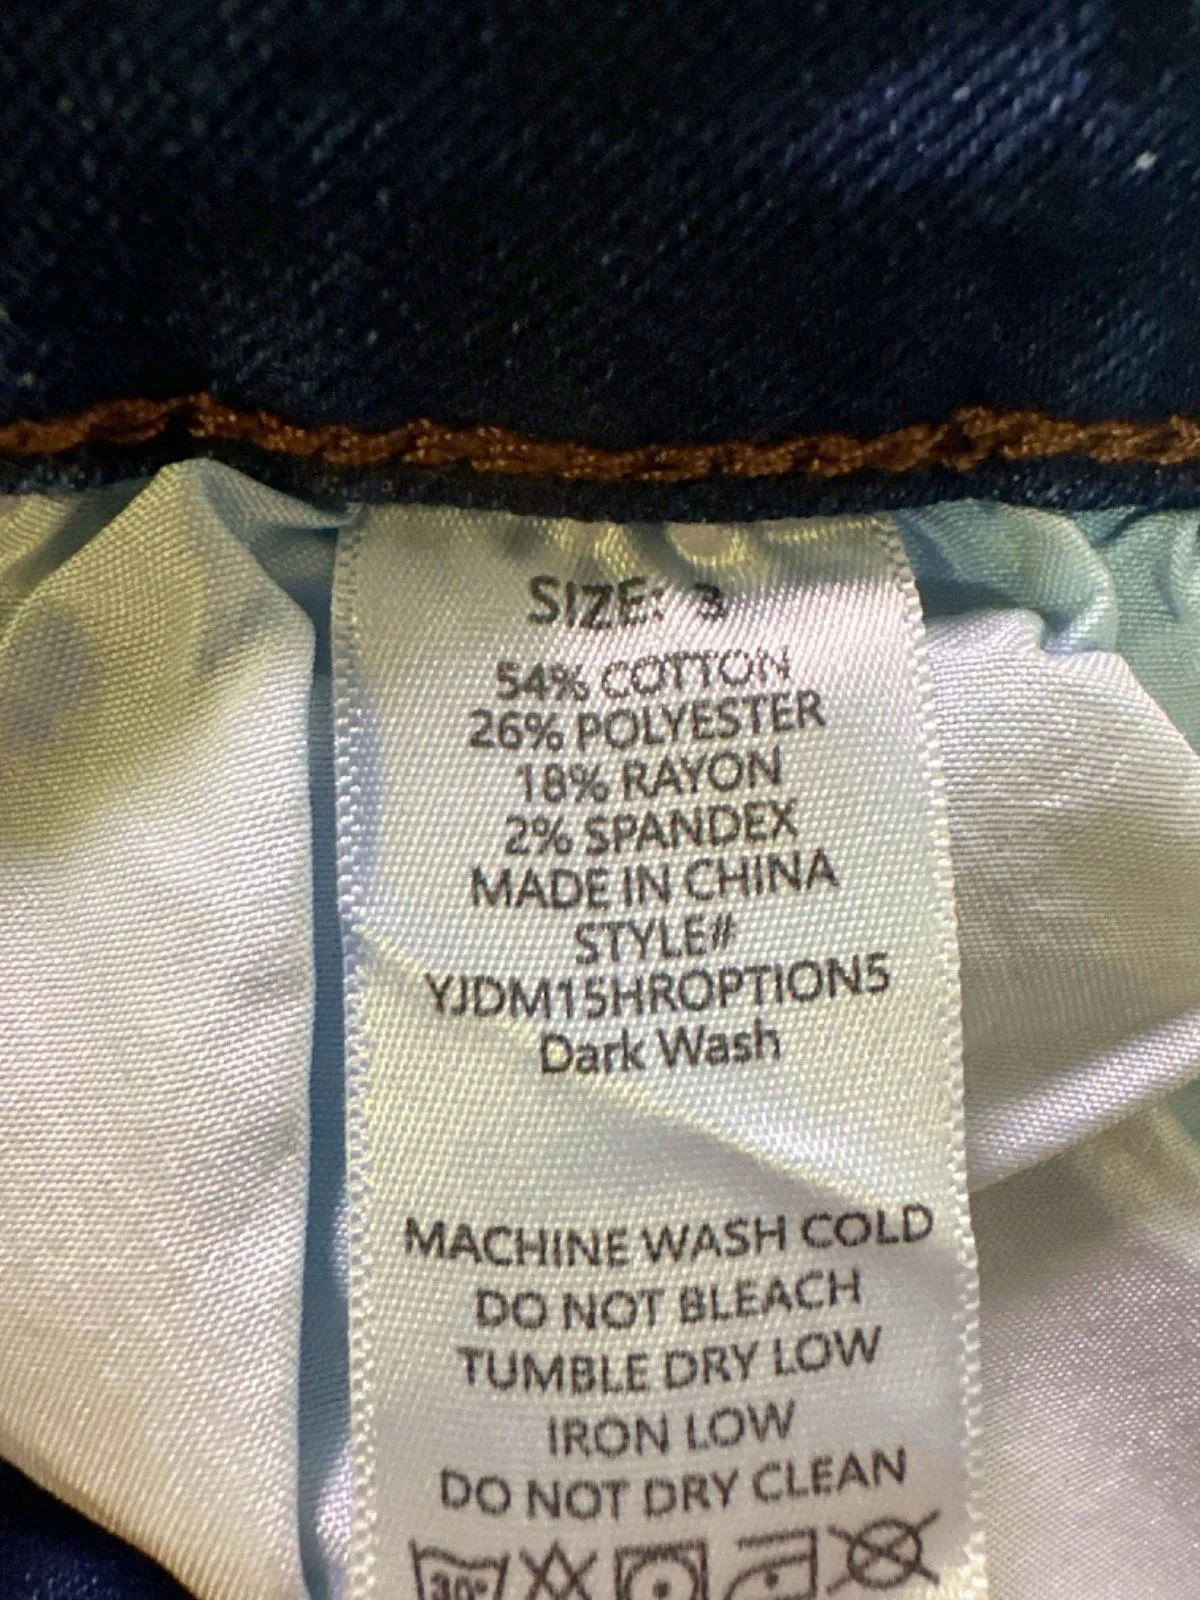 SIZE: 3
54% COTTON
26% POLYESTER
18% RAYON
2% SPANDEX
MADE IN CHINA
STYLE#
YJDM15HROPTION5
Dark Wash
MACHINE WASH COLD
DO NOT BLEACH
TUMBLE DRY LOW
IRON LOW
DO NOT DRY CLEAN
30°